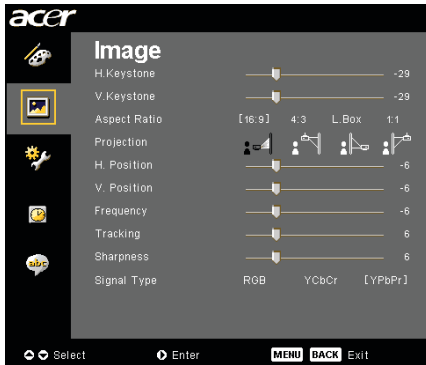 acer
Image
H.Keystone -29
V.Keystone -29
Aspect Ratio [16:9] 4:3 L.Box 1:1
Projection
H. Position -6
V. Position -6
Frequency -6
Tracking 6
Sharpness 6
Signal Type RGB YCbCr [YPbPr]
abc
Select Enter MENU BACK Exit